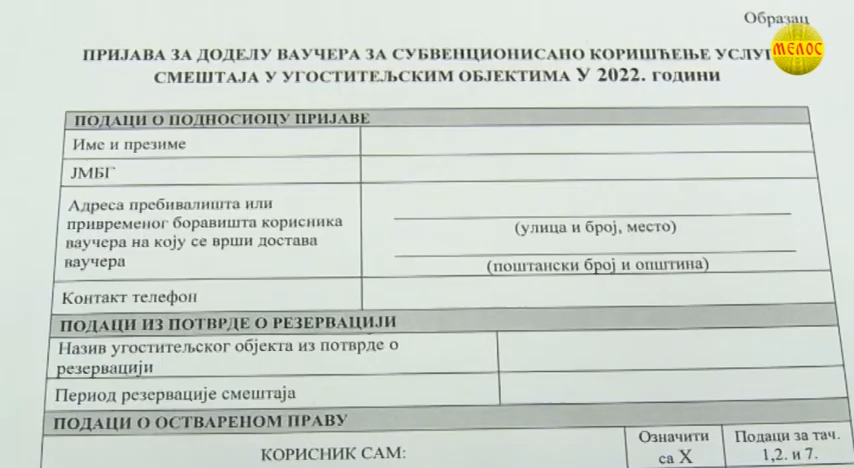 Образац
МЕЛОС
ПРИЈАВА ЗА ДОДЕЛУ ВАУЧЕРА ЗА СУБВЕНЦИОНИСАНО КОРИШЋЕЊЕ
СМЕШТАЈА У УГОСТИТЕЉСКИМ ОБЈЕКТИМА У 2022. години
ПОДАЦИ О ПОДНОСИОЦУ ПРИЈАВЕ
Име и презиме
ЈМБГ
Адреса пребивалишта или
привременог боравишта корисника
ваучера на коју се врши достава
ваучера
(улица и број, место)
(поштански број и општина)
Контакт телефон
ПОДАЦИ ИЗ ПОТВРДЕ О РЕЗЕРВАЦИЈИ
Назив угоститељског објекта из потврде о
резервацији
Период резервације смештаја
ПОДАЦИ О ОСТВАРЕНОМ ПРАВУ
КОРИСНИК САМ:
Означити
са X
Подаци за тач.
1,2. и 7.